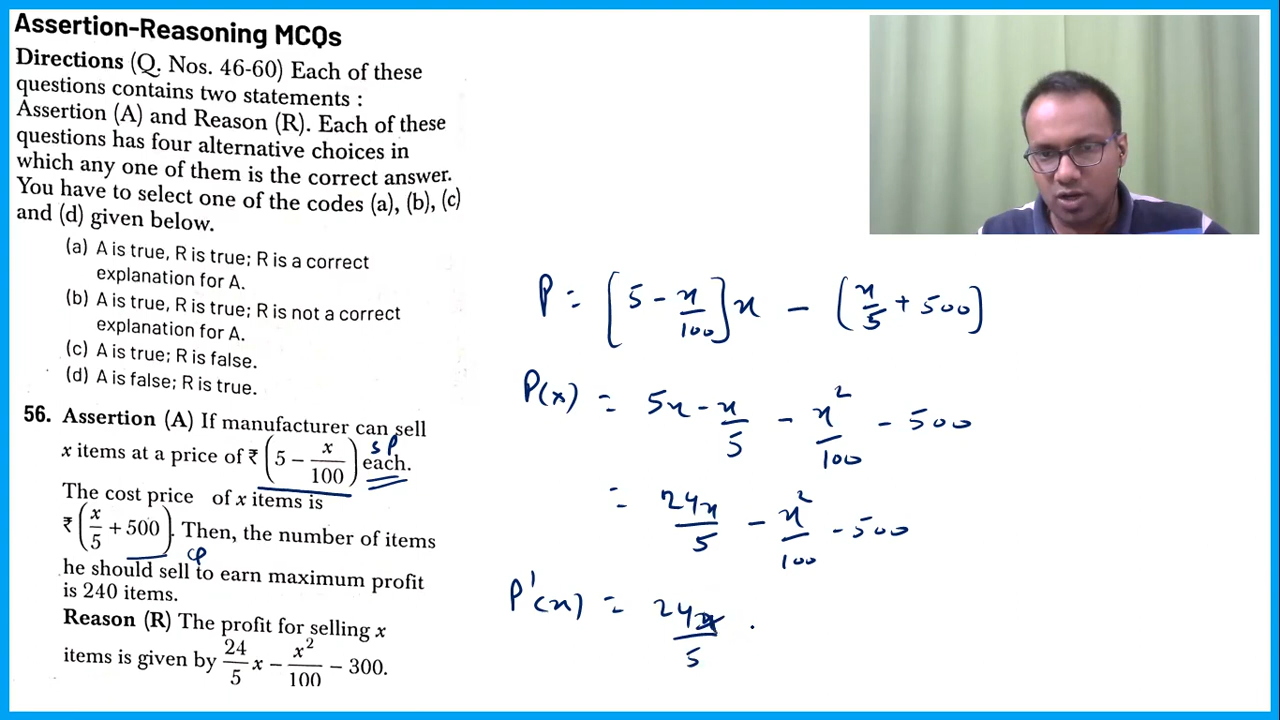 Assertion-Reasoning MCQs
Directions (Q. Nos. 46-60) Each of these
questions contains two statements :
Assertion (A) and Reason (R). Each of these
questions has four alternative choices in
which any one of them is the correct answer.
You have to select one of the codes (a), (b), (c)
and (d) given below.
(a) A is true, R is true; R is a correct
explanation for A.
(b) A is true, R is true; R is not a correct
explanation for A.
(c) A is true; R is false.
(d) A is false; R is true.
56. Assertion (A) If manufacturer can sell
x items at a price of ₹ (5 − x/100) each.
SP
The cost price of x items is
₹ (x/5 + 500). Then, the number of items
CP
he should sell to earn maximum profit
is 240 items.
Reason (R) The profit for selling x
items is given by 24/5 x − x²/100 − 300.
P = [5 − x/100]x − (x/5 + 500)
P(x) = 5x − x/5 − x²/100 − 500
= 24x/5 − x²/100 − 500
P'(x) = 24x/5 .